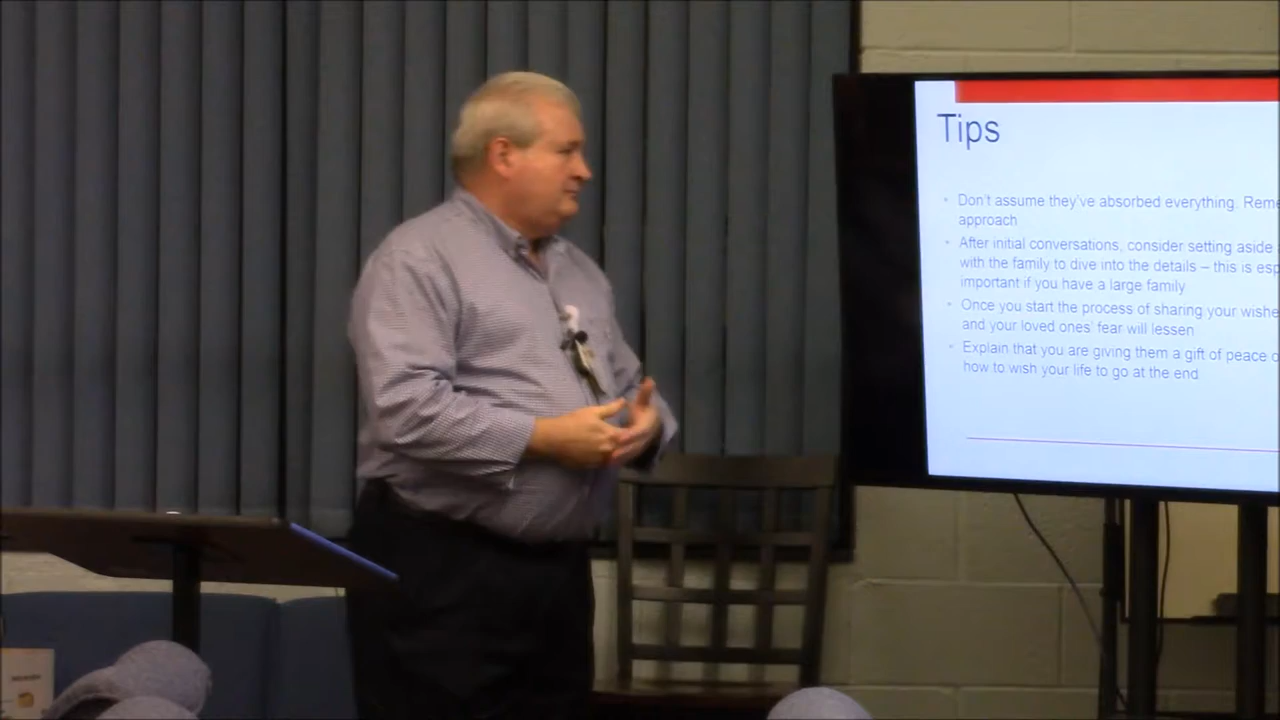 Tips
Don't assume they've absorbed everything. Reme
approach
After initial conversations, consider setting aside
with the family to dive into the details – this is esp
important if you have a large family
Once you start the process of sharing your wishe
and your loved ones' fear will lessen
Explain that you are giving them a gift of peace o
how to wish your life to go at the end